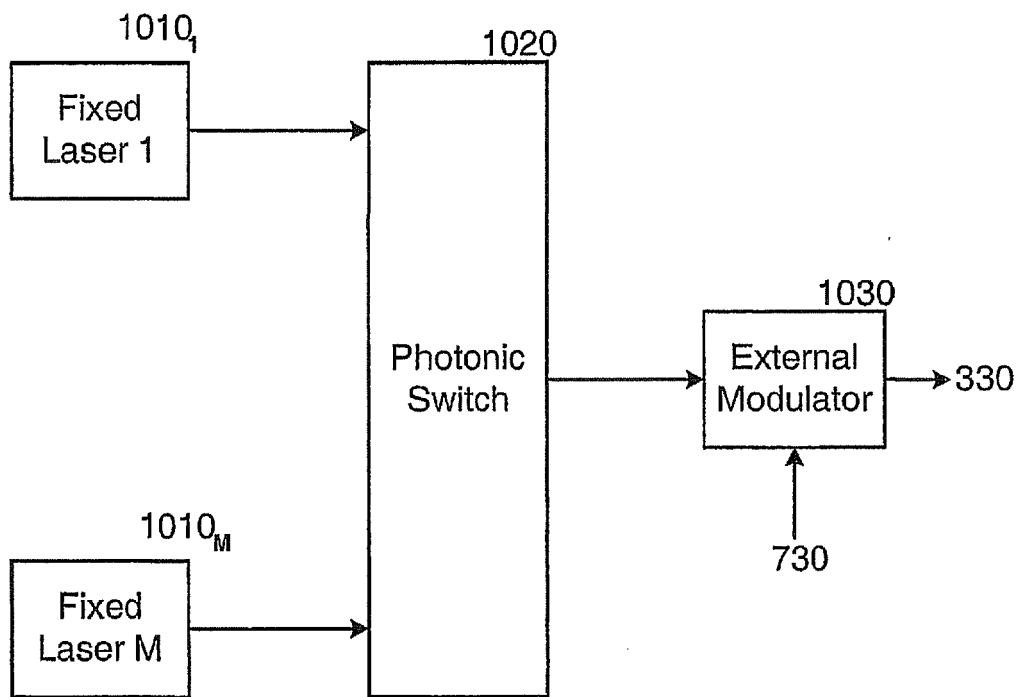 1010₁
Fixed
Laser 1
1020
Photonic
Switch
1030
External
Modulator
330
730
1010M
Fixed
Laser M